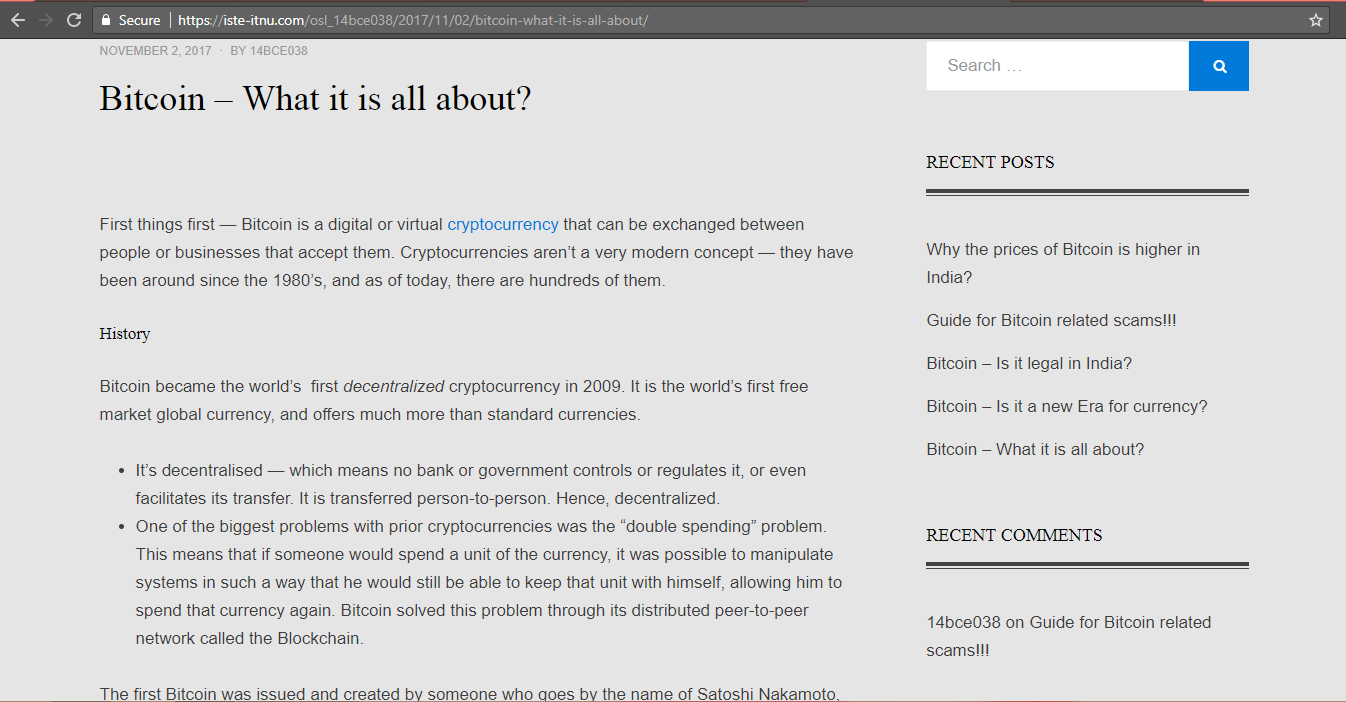 Secure | https://iste-itnu.com/osl_14bce038/2017/11/02/bitcoin-what-it-is-all-about/
NOVEMBER 2, 2017 · BY 14BCE038
Bitcoin – What it is all about?
First things first — Bitcoin is a digital or virtual cryptocurrency that can be exchanged between
people or businesses that accept them. Cryptocurrencies aren’t a very modern concept — they have
been around since the 1980’s, and as of today, there are hundreds of them.
History
Bitcoin became the world’s  first decentralized cryptocurrency in 2009. It is the world’s first free
market global currency, and offers much more than standard currencies.
• It’s decentralised — which means no bank or government controls or regulates it, or even
facilitates its transfer. It is transferred person-to-person. Hence, decentralized.
• One of the biggest problems with prior cryptocurrencies was the “double spending” problem.
This means that if someone would spend a unit of the currency, it was possible to manipulate
systems in such a way that he would still be able to keep that unit with himself, allowing him to
spend that currency again. Bitcoin solved this problem through its distributed peer-to-peer
network called the Blockchain.
The first Bitcoin was issued and created by someone who goes by the name of Satoshi Nakamoto,
Search …
RECENT POSTS
Why the prices of Bitcoin is higher in
India?
Guide for Bitcoin related scams!!!
Bitcoin – Is it legal in India?
Bitcoin – Is it a new Era for currency?
Bitcoin – What it is all about?
RECENT COMMENTS
14bce038 on Guide for Bitcoin related
scams!!!